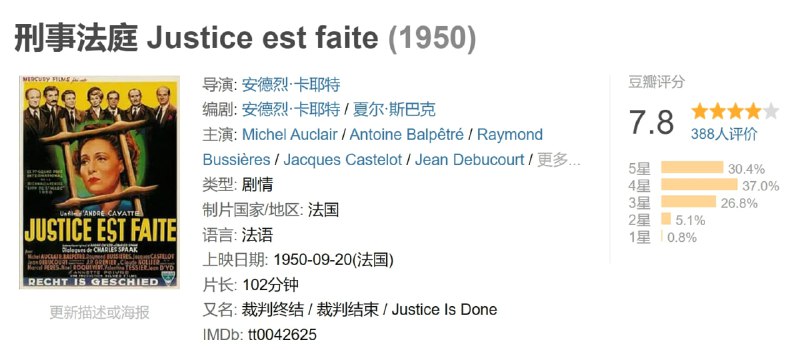 刑事法庭 Justice est faite (1950)
MERCURY FILMS
Un film d'ANDRÉ CAYATTE
JUSTICE EST FAITE
Dialogues de CHARLES SPAAK
RECHT IS GESCHIED
更新描述或海报
导演: 安德烈·卡耶特
编剧: 安德烈·卡耶特 / 夏尔·斯巴克
主演: Michel Auclair / Antoine Balpêtré / Raymond
Bussières / Jacques Castelot / Jean Debucourt / 更多...
类型: 剧情
制片国家/地区: 法国
语言: 法语
上映日期: 1950-09-20(法国)
片长: 102分钟
又名: 裁判终结 / 裁判结束 / Justice Is Done
IMDb: tt0042625
豆瓣评分
7.8
388人评价
5星 30.4%
4星 37.0%
3星 26.8%
2星 5.1%
1星 0.8%